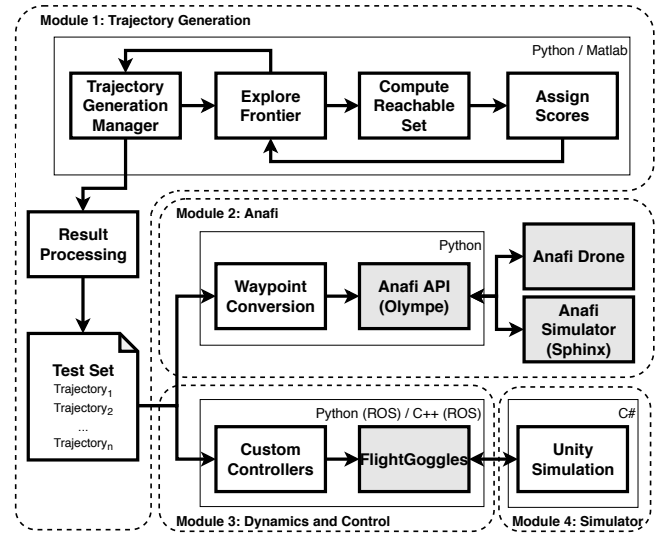 Module 1: Trajectory Generation
Python / Matlab
Trajectory
Generation
Manager
Explore
Frontier
Compute
Reachable
Set
Assign
Scores
Result
Processing
Test Set
Trajectory1
Trajectory2
...
Trajectoryn
Module 2: Anafi
Python
Waypoint
Conversion
Anafi API
(Olympe)
Anafi Drone
Anafi
Simulator
(Sphinx)
Python (ROS) / C++ (ROS)
Custom
Controllers
FlightGoggles
Module 3: Dynamics and Control
C#
Unity
Simulation
Module 4: Simulator